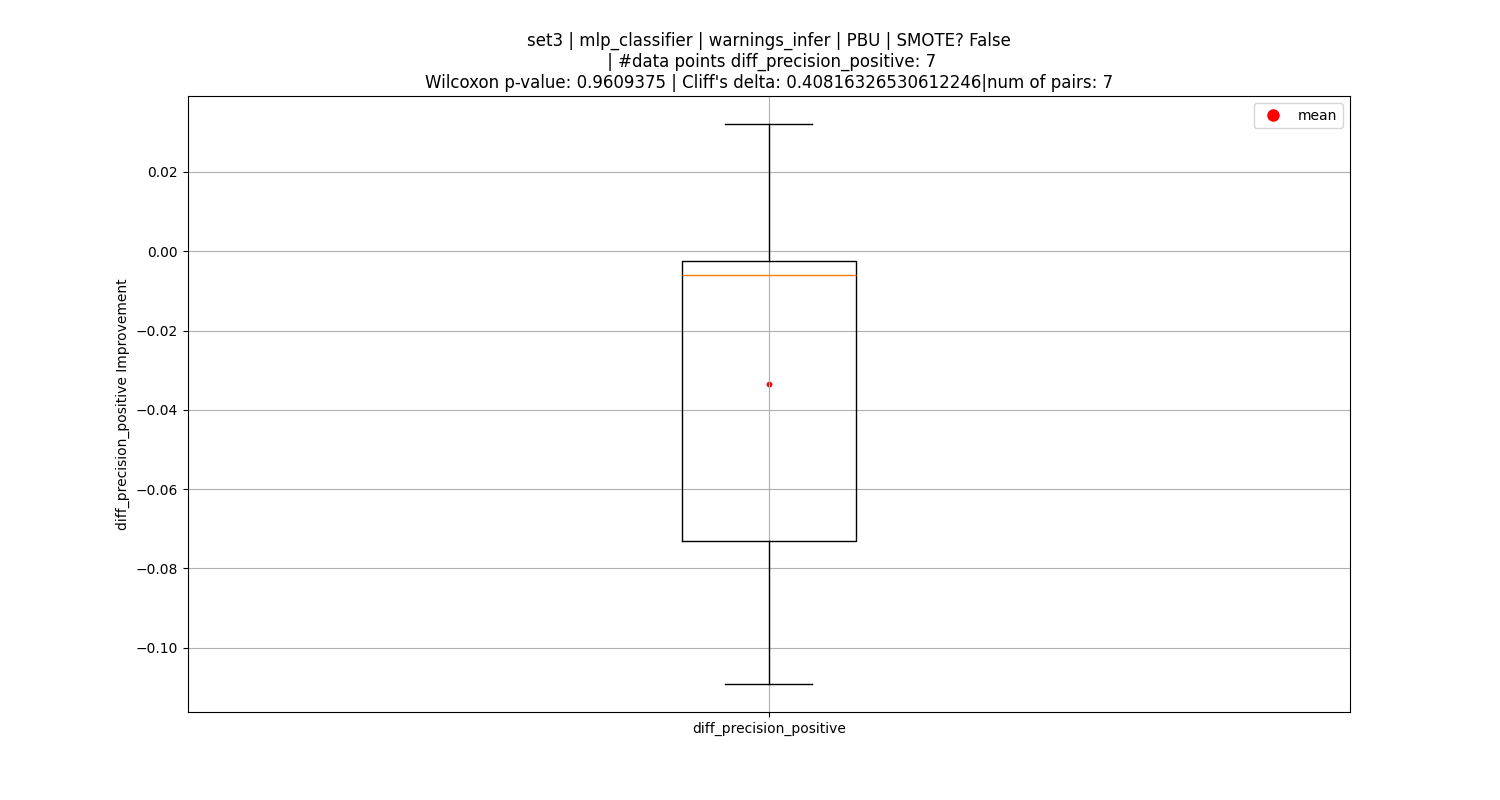 set3 | mlp_classifier | warnings_infer | PBU | SMOTE? False
| #data points diff_precision_positive: 7
Wilcoxon p-value: 0.9609375 | Cliff's delta: 0.40816326530612246|num of pairs: 7
mean
0.02
0.00
−0.02
−0.04
−0.06
−0.08
−0.10
diff_precision_positive Improvement
diff_precision_positive